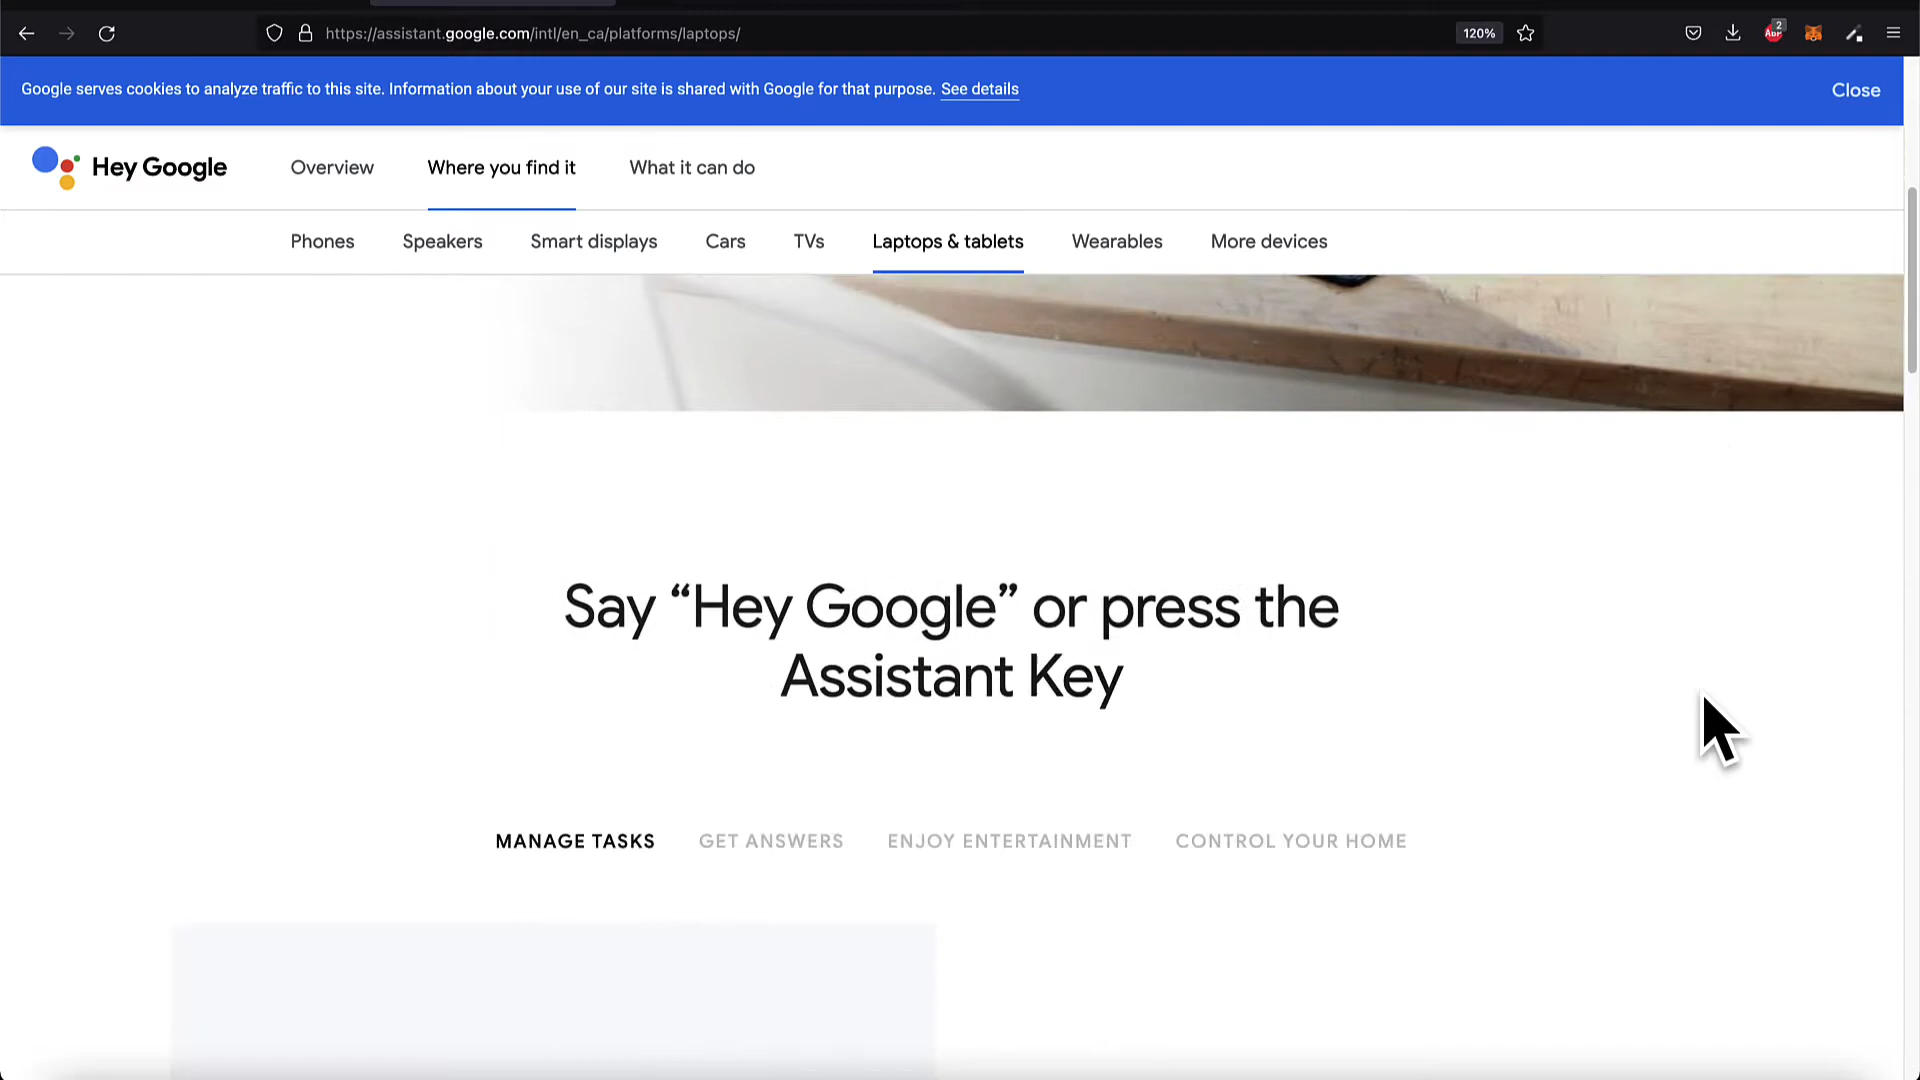 https://assistant.google.com/intl/en_ca/platforms/laptops/
120%
ABP
2
Google serves cookies to analyze traffic to this site. Information about your use of our site is shared with Google for that purpose. See details
Close
Hey Google
Overview
Where you find it
What it can do
Phones
Speakers
Smart displays
Cars
TVs
Laptops & tablets
Wearables
More devices
Say “Hey Google” or press the
Assistant Key
MANAGE TASKS
GET ANSWERS
ENJOY ENTERTAINMENT
CONTROL YOUR HOME